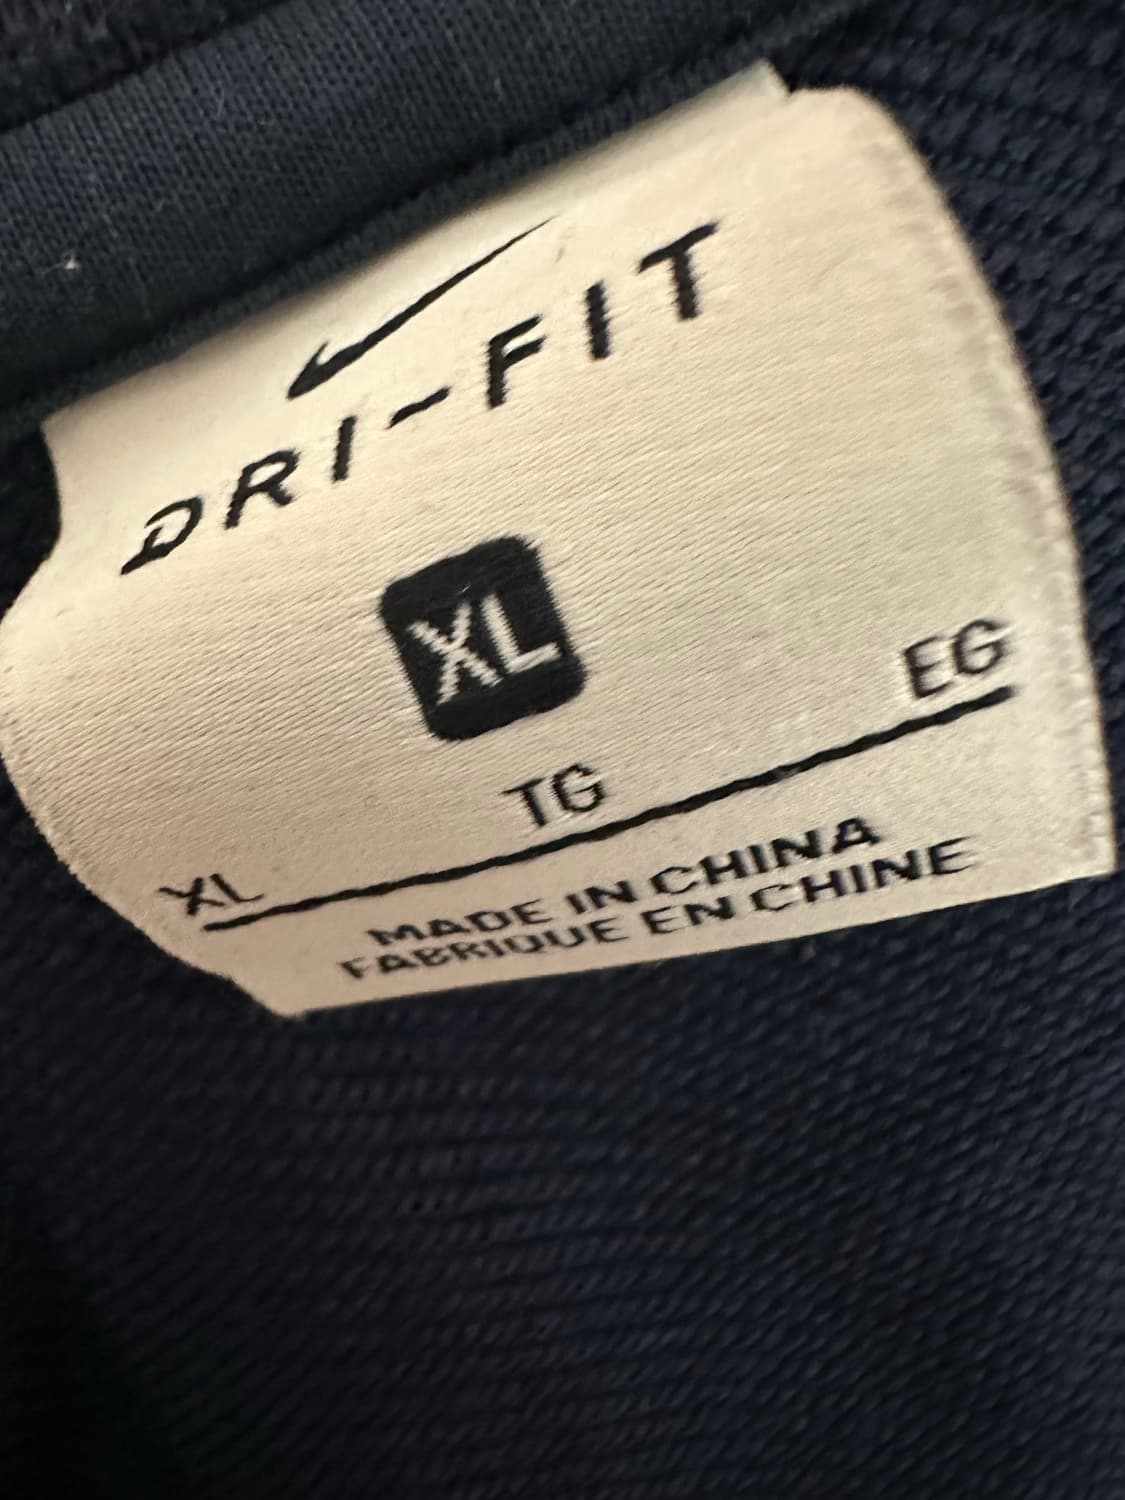 DRI-FIT
XL
XL TG EG
MADE IN CHINA
FABRIQUE EN CHINE